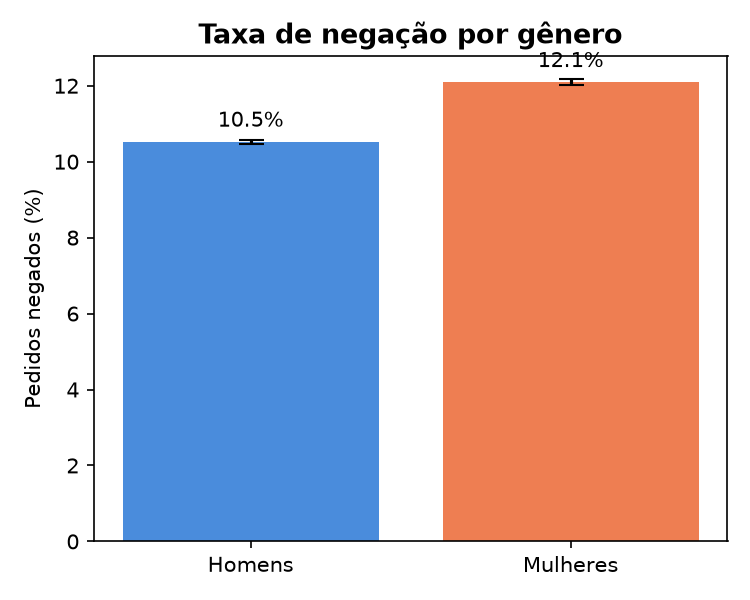 Taxa de negação por gênero
12.1%
10.5%
Pedidos negados (%)
12
10
8
6
4
2
0
Homens
Mulheres